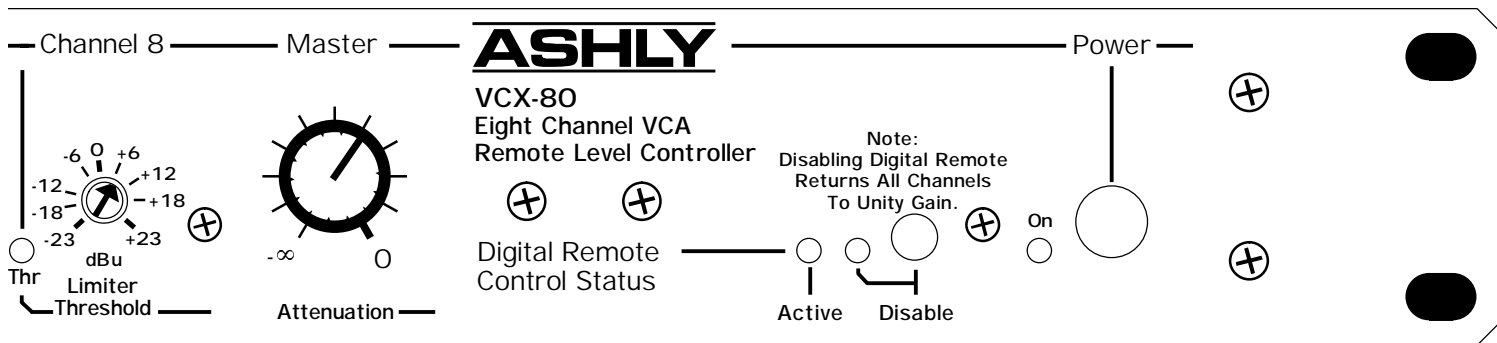 Channel 8
Master
ASHLY
Power
VCX-80
Eight Channel VCA
Remote Level Controller
Note:
Disabling Digital Remote
Returns All Channels
To Unity Gain.
0
-6
+6
-12
+12
-18
+18
-23
+23
dBu
Thr
Limiter
Threshold
-∞
0
Attenuation
Digital Remote
Control Status
Active
Disable
On